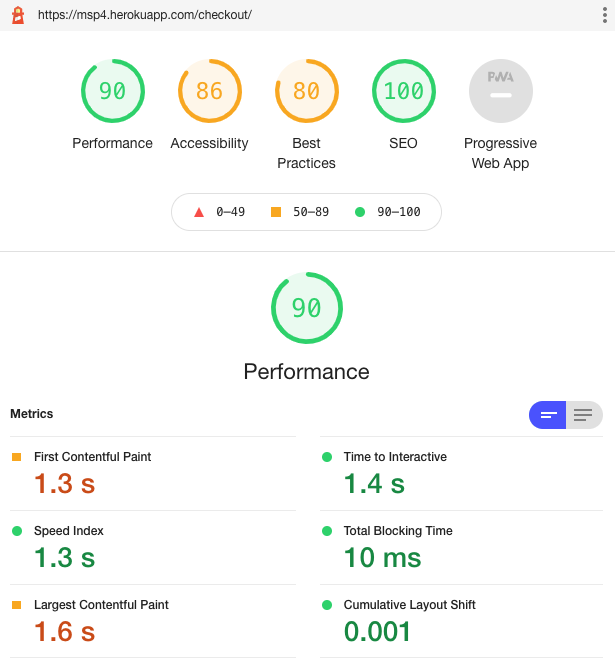 https://msp4.herokuapp.com/checkout/
90 86 80 100 PWA
Performance Accessibility Best Practices SEO Progressive Web App
0–49 50–89 90–100
90
Performance
Metrics
First Contentful Paint
1.3 s
Time to Interactive
1.4 s
Speed Index
1.3 s
Total Blocking Time
10 ms
Largest Contentful Paint
1.6 s
Cumulative Layout Shift
0.001